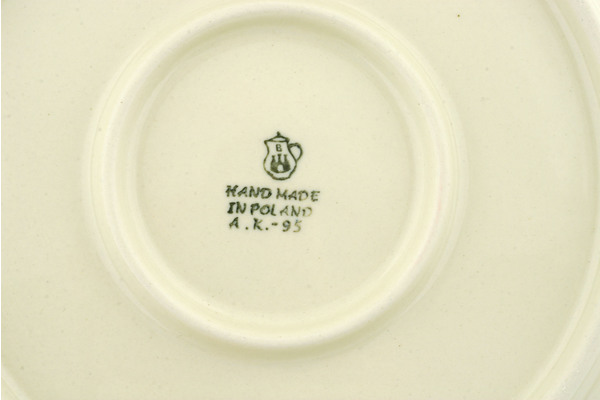 B
HAND MADE
IN POLAND
A.K.-95